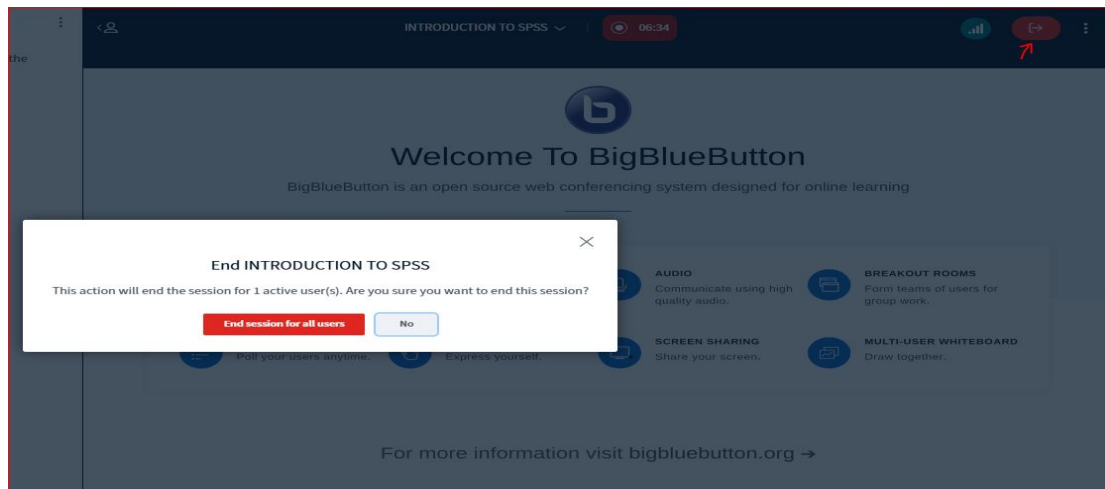 the
INTRODUCTION TO SPSS
06:34
Welcome To BigBlueButton
BigBlueButton is an open source web conferencing system designed for online learning
End INTRODUCTION TO SPSS
This action will end the session for 1 active user(s). Are you sure you want to end this session?
End session for all users
No
AUDIO
Communicate using high
quality audio.
BREAKOUT ROOMS
Form teams of users for
group work.
Poll your users anytime.
Express yourself.
SCREEN SHARING
Share your screen.
MULTI-USER WHITEBOARD
Draw together.
For more information visit bigbluebutton.org →